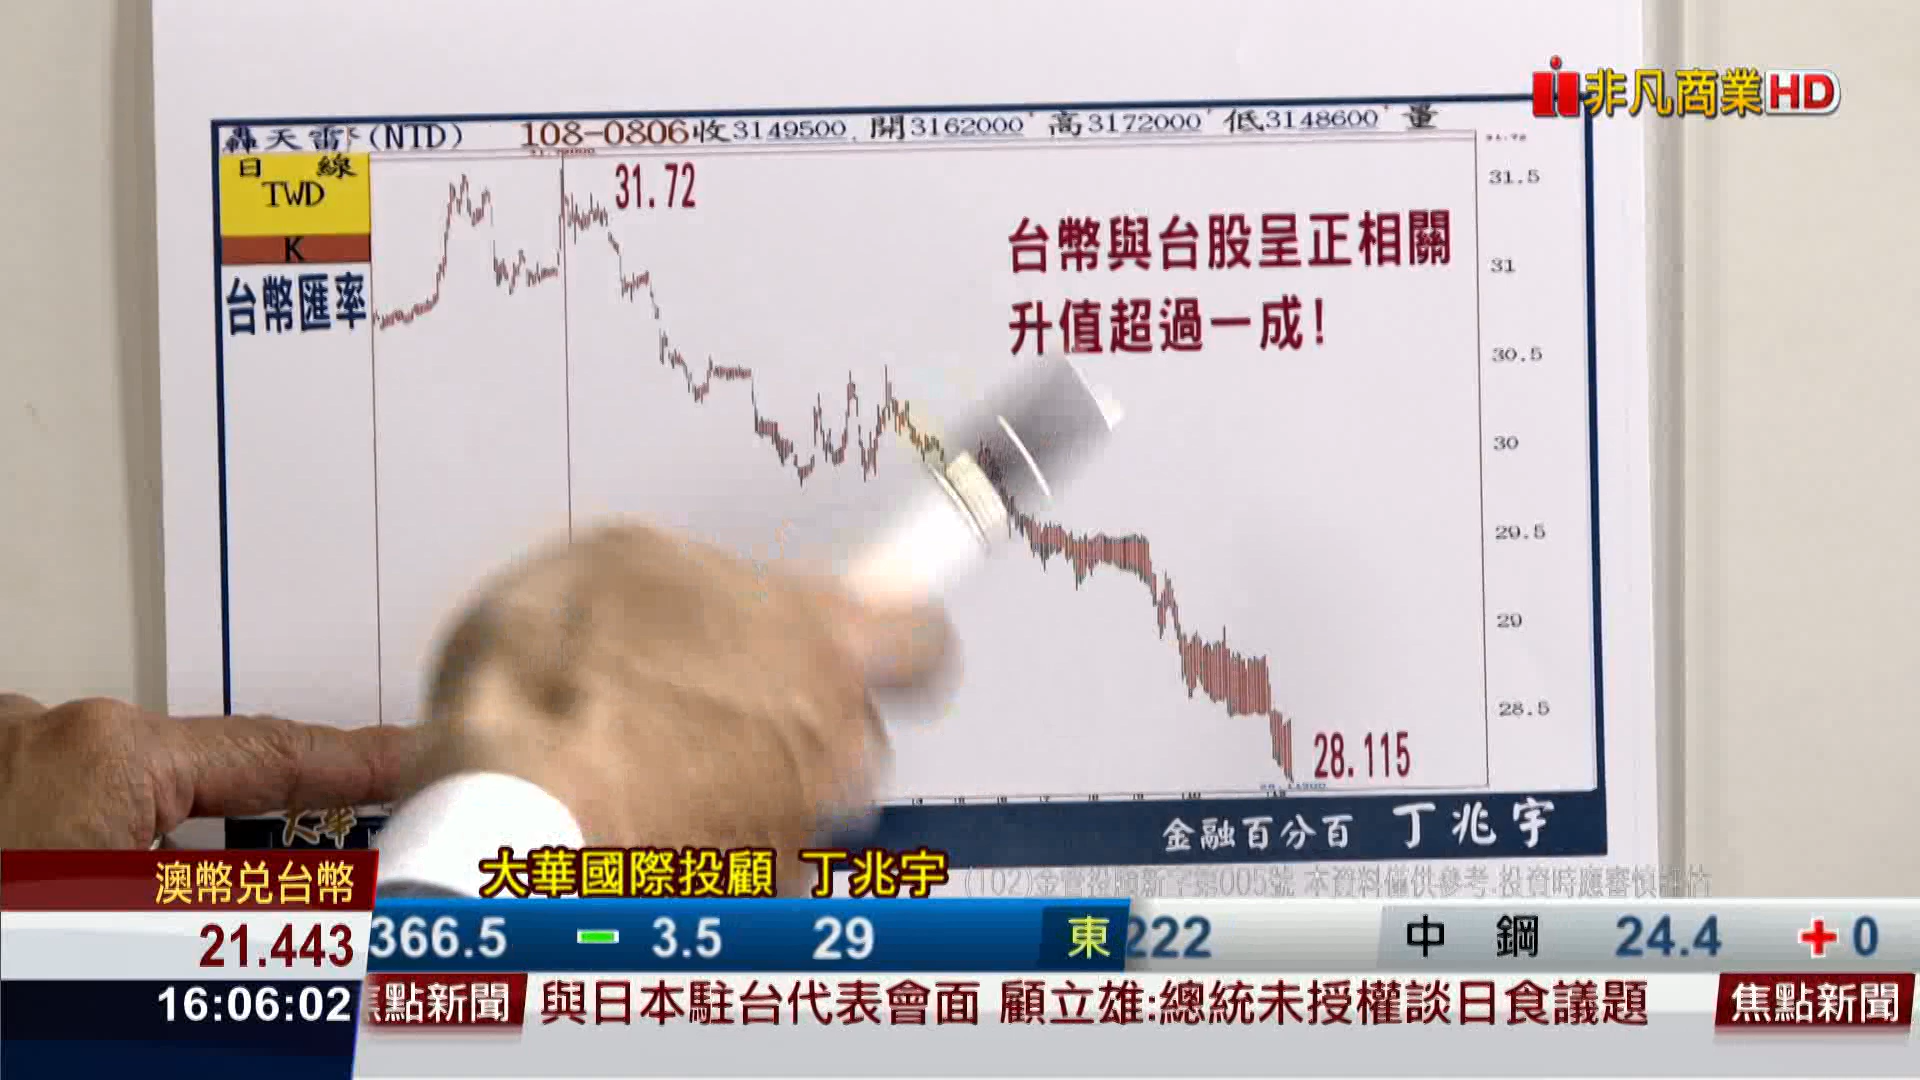 非凡商業HD
轟天雷 (NTD) 108-0806收3149500 開3162000 高3172000 低3148600 量
日線
TWD
K
台幣匯率
31.72
台幣與台股呈正相關
升值超過一成!
31.5
31
30.5
30
29.5
29
28.5
28.115
大華
金融百分百 丁兆宇
大華國際投顧 丁兆宇
(102)金管投顧新字第005號 本資料僅供參考.投資時應審慎評估
澳幣兌台幣
21.443
366.5 3.5 29 東 222 中鋼 24.4 0
16:06:02
焦點新聞 與日本駐台代表會面 顧立雄:總統未授權談日食議題 焦點新聞